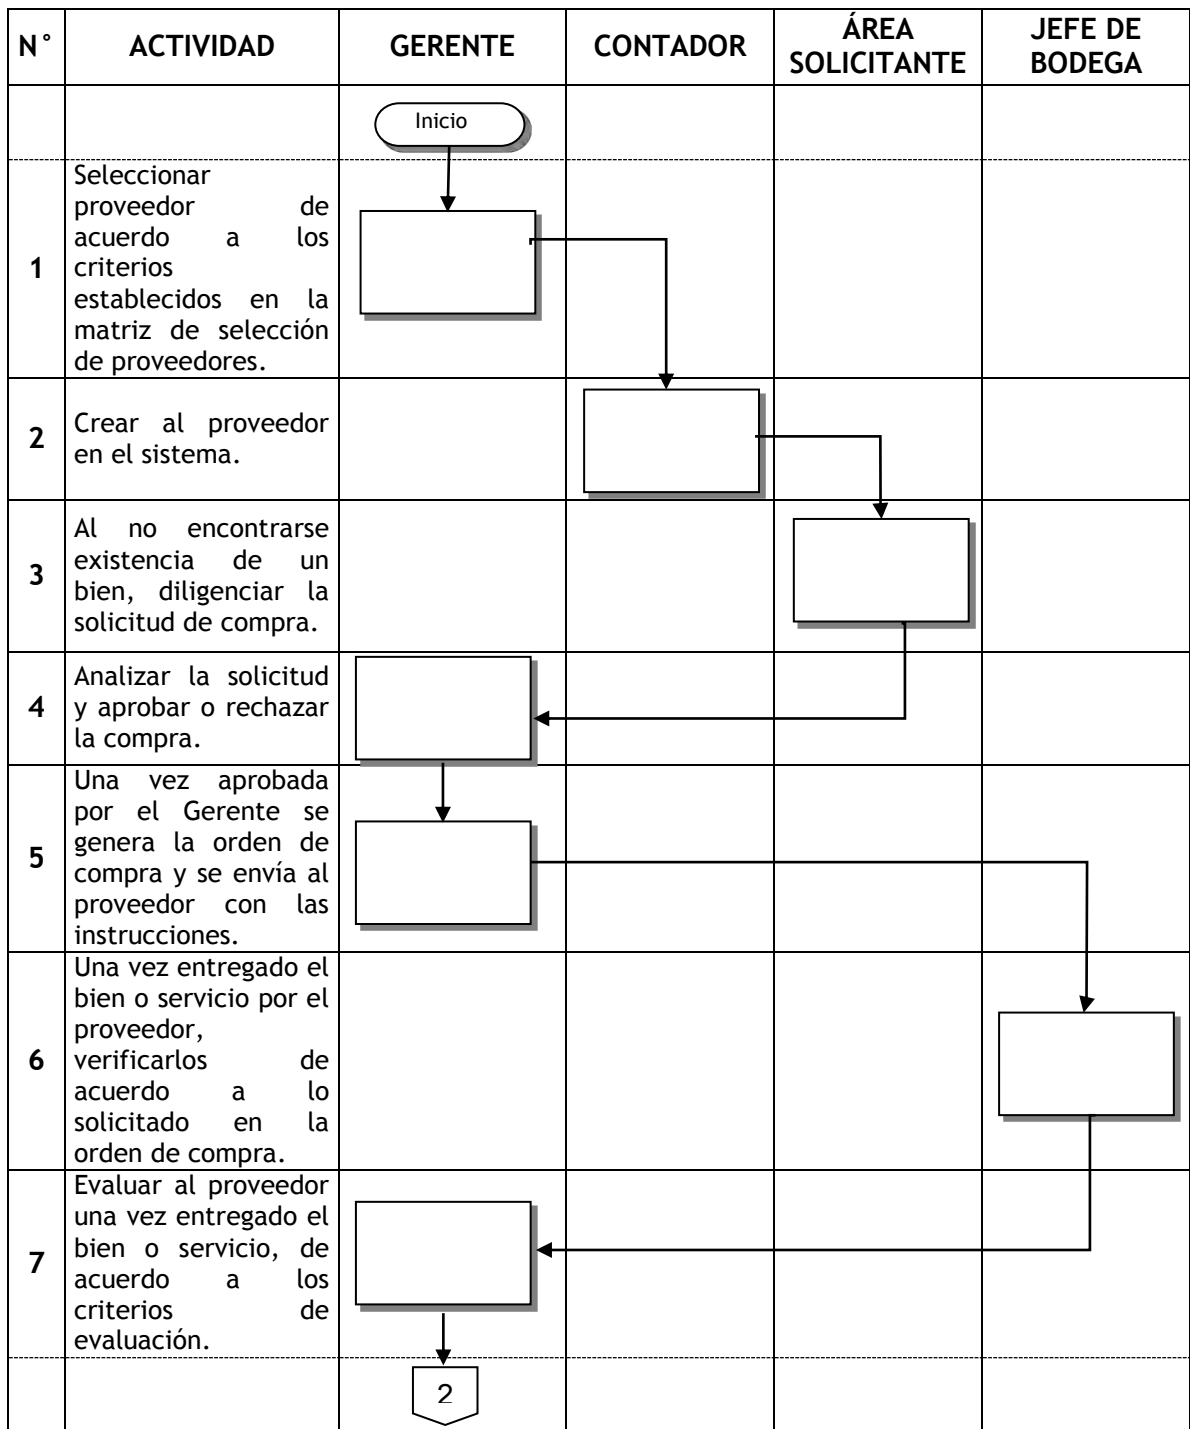 N° ACTIVIDAD GERENTE CONTADOR ÁREA SOLICITANTE JEFE DE BODEGA
Inicio
1
Seleccionar
proveedor de
acuerdo a los
criterios
establecidos en la
matriz de selección
de proveedores.
2
Crear al proveedor
en el sistema.
3
Al no encontrarse
existencia de un
bien, diligenciar la
solicitud de compra.
4
Analizar la solicitud
y aprobar o rechazar
la compra.
5
Una vez aprobada
por el Gerente se
genera la orden de
compra y se envía al
proveedor con las
instrucciones.
6
Una vez entregado el
bien o servicio por el
proveedor,
verificarlos de
acuerdo a lo
solicitado en la
orden de compra.
7
Evaluar al proveedor
una vez entregado el
bien o servicio, de
acuerdo a los
criterios de
evaluación.
2